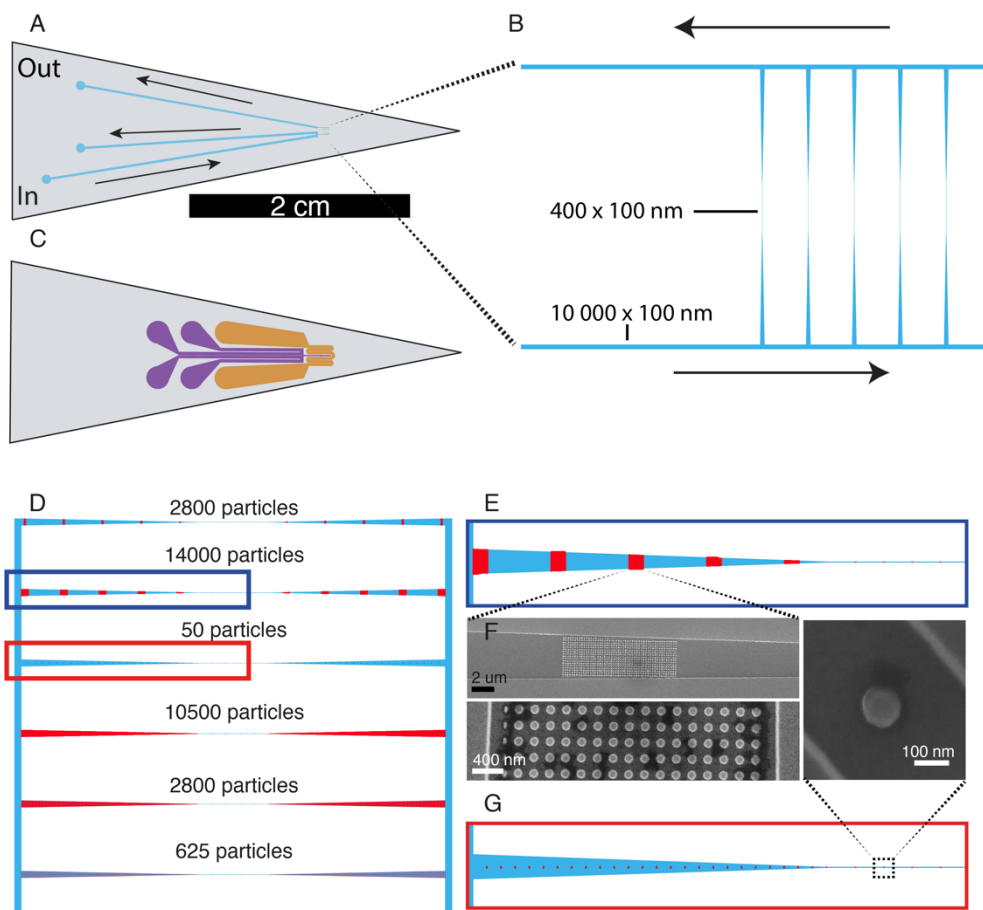 A
Out
In
2 cm
B
400 x 100 nm
10 000 x 100 nm
C
D
2800 particles
14000 particles
50 particles
10500 particles
2800 particles
625 particles
E
F
2 um
400 nm
100 nm
G